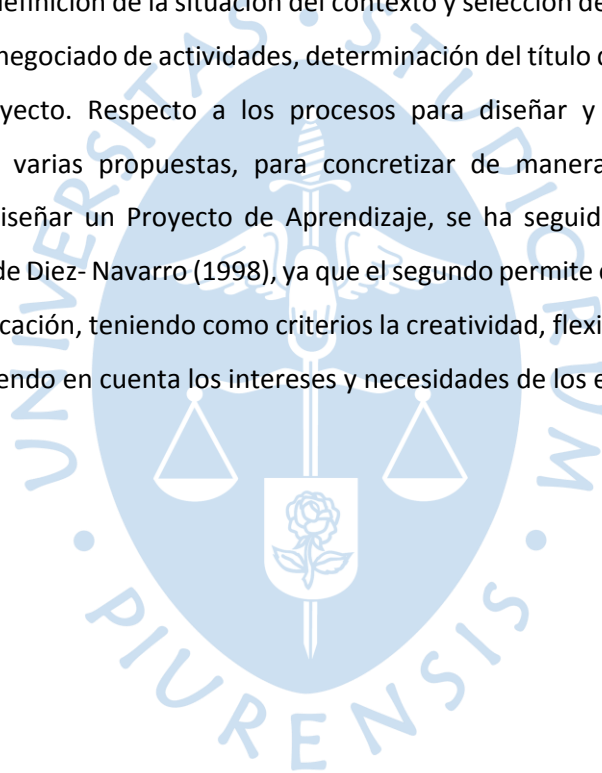 definición de la situación del contexto y selección de
negociado de actividades, determinación del título d
yecto. Respecto a los procesos para diseñar y
varias propuestas, para concretizar de manera
iseñar un Proyecto de Aprendizaje, se ha seguid
de Diez- Navarro (1998), ya que el segundo permite
cación, teniendo como criterios la creatividad, flexi
endo en cuenta los intereses y necesidades de los e
UNIVERSITAS • STUDIORUM • PIURENSIS •